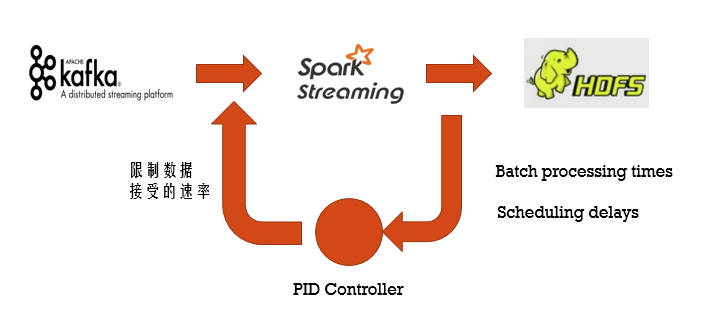 APACHE
kafka®
A distributed streaming platform
Spark
Streaming
HDFS
限制数据
接受的速率
Batch processing times
Scheduling delays
PID Controller